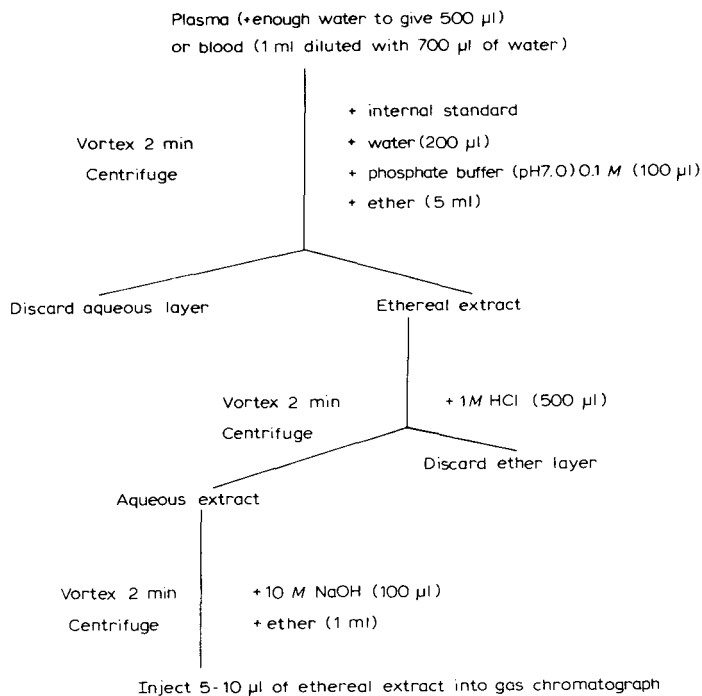 Plasma (+enough water to give 500 µl)
or blood (1 ml diluted with 700 µl of water)
+ internal standard
+ water (200 µl)
+ phosphate buffer (pH7.0) 0.1 M (100 µl)
+ ether (5 ml)
Vortex 2 min
Centrifuge
Discard aqueous layer
Ethereal extract
Vortex 2 min
Centrifuge
+ 1M HCl (500 µl)
Discard ether layer
Aqueous extract
Vortex 2 min
Centrifuge
+ 10 M NaOH (100 µl)
+ ether (1 ml)
Inject 5-10 µl of ethereal extract into gas chromatograph